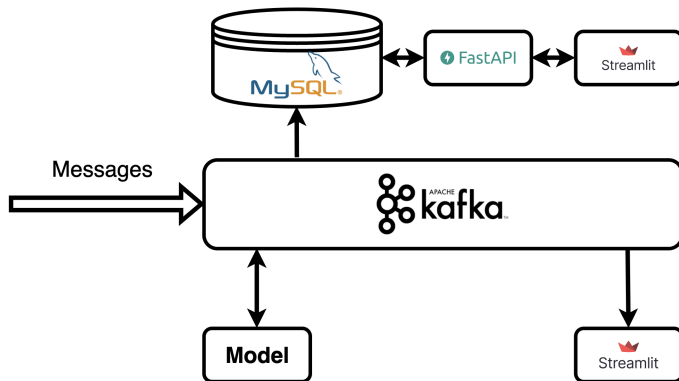 MySQL®
FastAPI
Streamlit
Messages
APACHE
kafka
Model
Streamlit